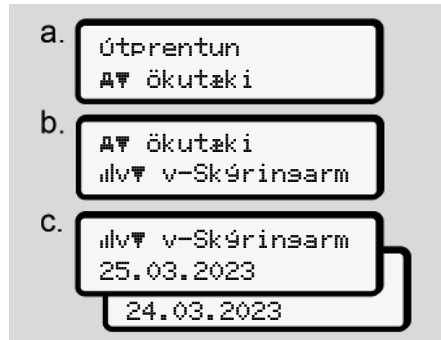 a.
útprentun
ökutæki
b.
ökutæki
v v-Skýringarm
c.
v v-Skýringarm
25.03.2023
24.03.2023